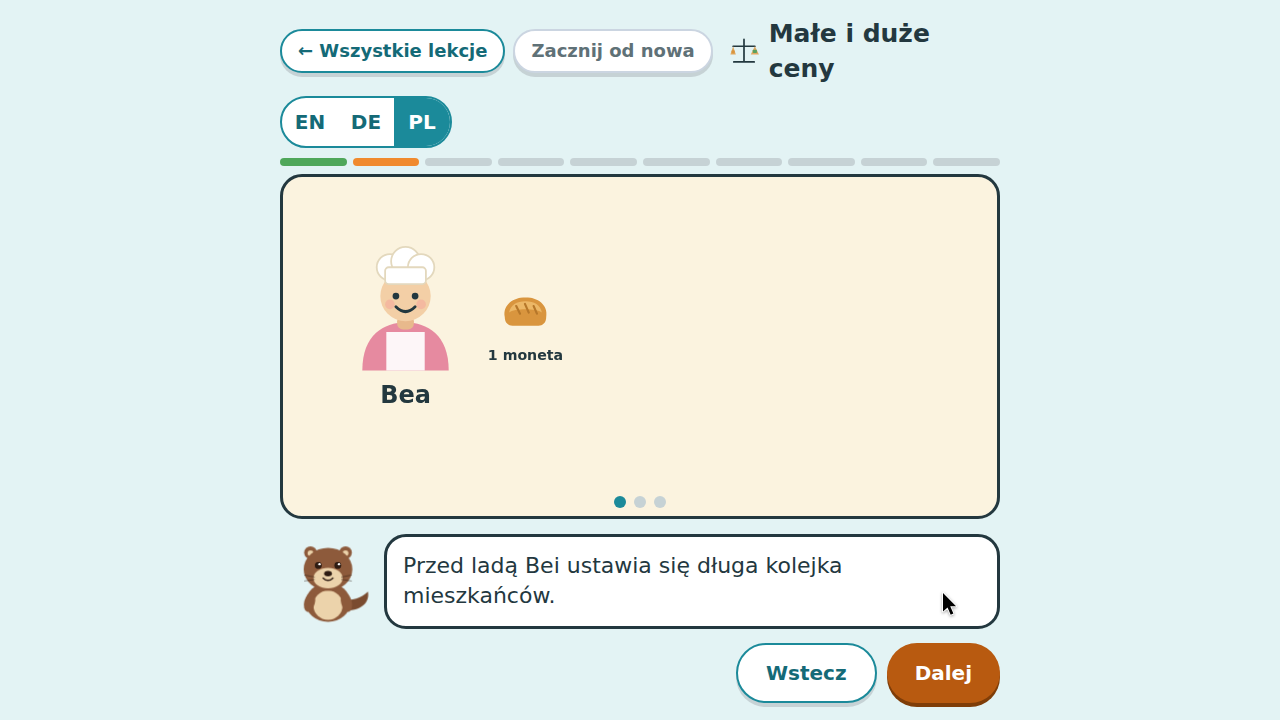 ← Wszystkie lekcje
Zacznij od nowa
Małe i duże
ceny
EN DE PL
1 moneta
Bea
Przed ladą Bei ustawia się długa kolejka
mieszkańców.
Wstecz
Dalej